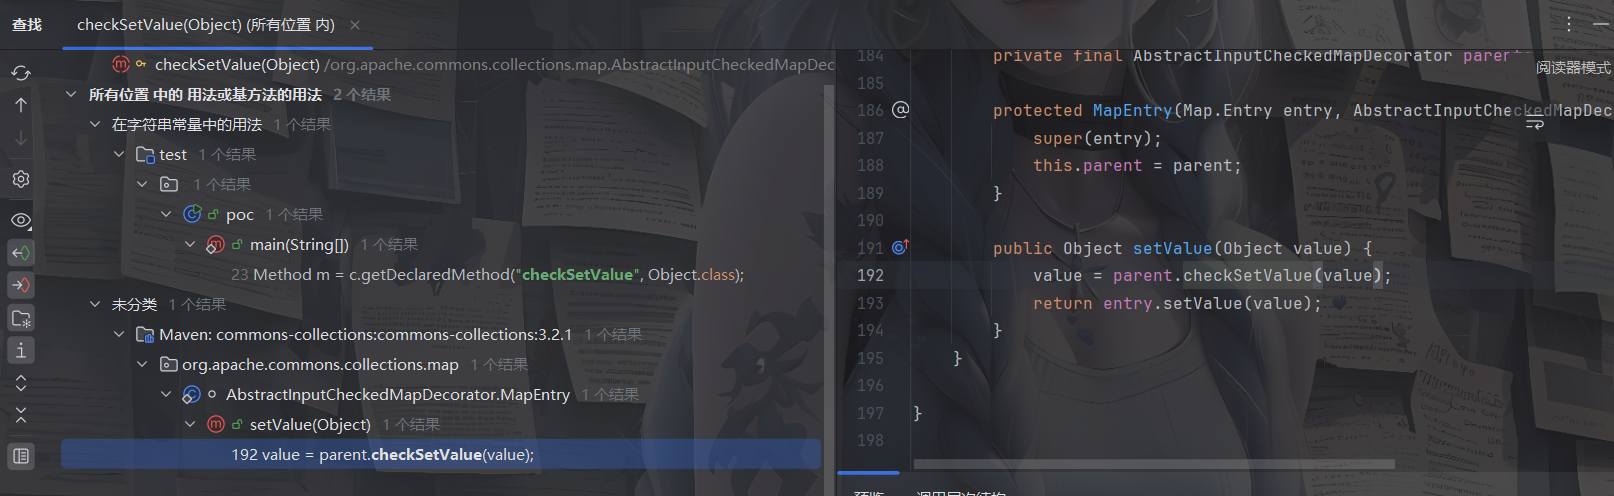 查找
checkSetValue(Object) (所有位置 内)
checkSetValue(Object) /org.apache.commons.collections.map.AbstractInputCheckedMapDec
所有位置 中的 用法或基方法的用法 2 个结果
在字符串常量中的用法 1 个结果
test 1 个结果
1 个结果
poc 1 个结果
main(String[]) 1 个结果
23 Method m = c.getDeclaredMethod("checkSetValue", Object.class);
未分类 1 个结果
Maven: commons-collections:commons-collections:3.2.1 1 个结果
org.apache.commons.collections.map 1 个结果
AbstractInputCheckedMapDecorator.MapEntry 1 个结果
setValue(Object) 1 个结果
192 value = parent.checkSetValue(value);
184 private final AbstractInputCheckedMapDecorator parent
阅读器模式
185
186 protected MapEntry(Map.Entry entry, AbstractInputCheckedMapDec
187 super(entry);
188 this.parent = parent;
189 }
190
191 public Object setValue(Object value) {
192 value = parent.checkSetValue(value);
193 return entry.setValue(value);
194 }
195 }
196
197 }
198
预览 调用层次结构